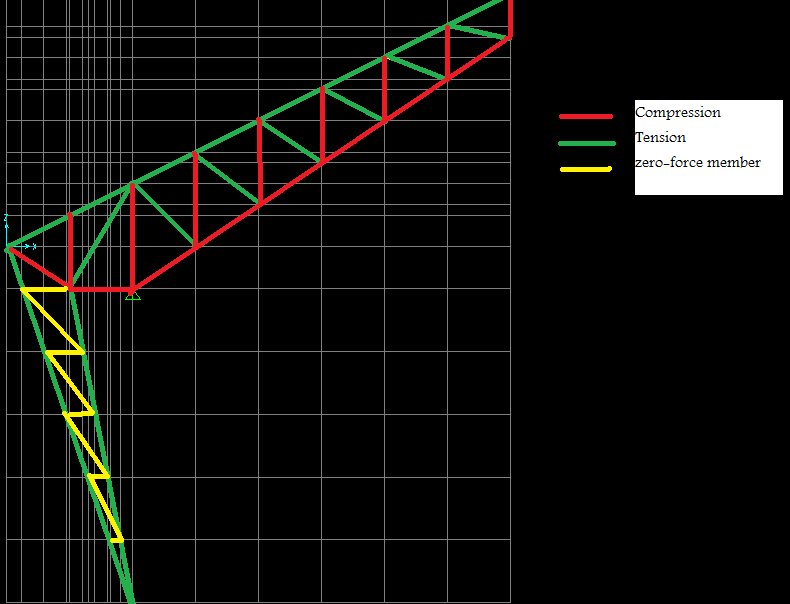 Compression
Tension
zero-force member
Z
X